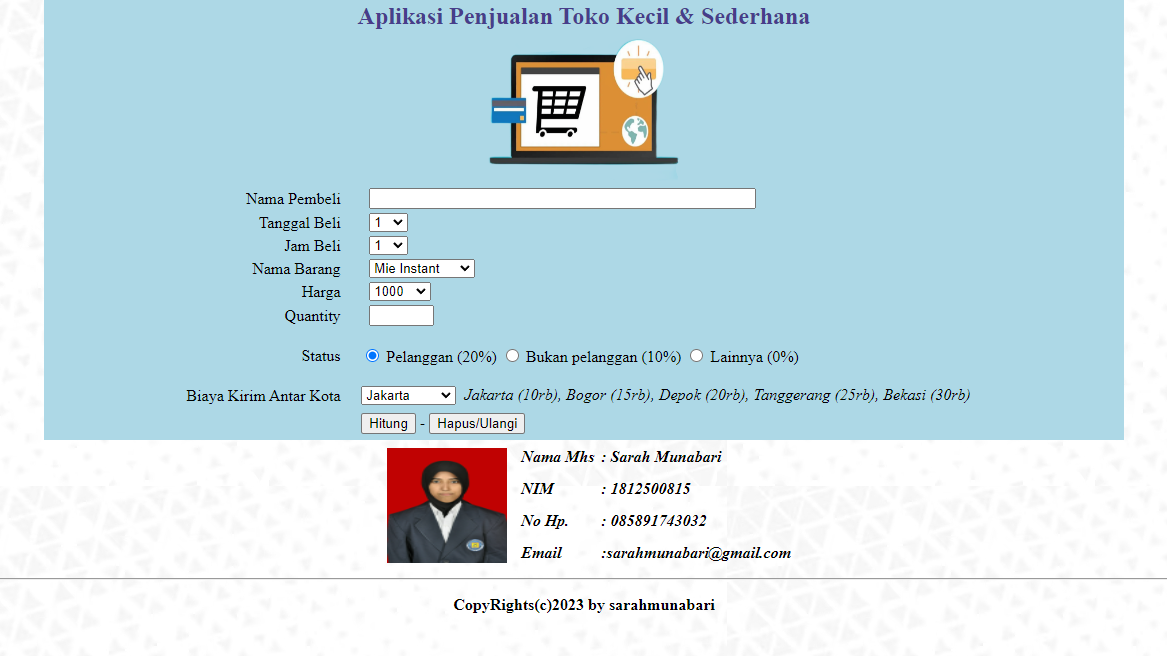 Aplikasi Penjualan Toko Kecil & Sederhana
Nama Pembeli
Tanggal Beli 1
Jam Beli 1
Nama Barang Mie Instant
Harga 1000
Quantity
Status Pelanggan (20%) Bukan pelanggan (10%) Lainnya (0%)
Biaya Kirim Antar Kota Jakarta Jakarta (10rb), Bogor (15rb), Depok (20rb), Tanggerang (25rb), Bekasi (30rb)
Hitung - Hapus/Ulangi
Nama Mhs : Sarah Munabari
NIM : 1812500815
No Hp. : 085891743032
Email :sarahmunabari@gmail.com
CopyRights(c)2023 by sarahmunabari